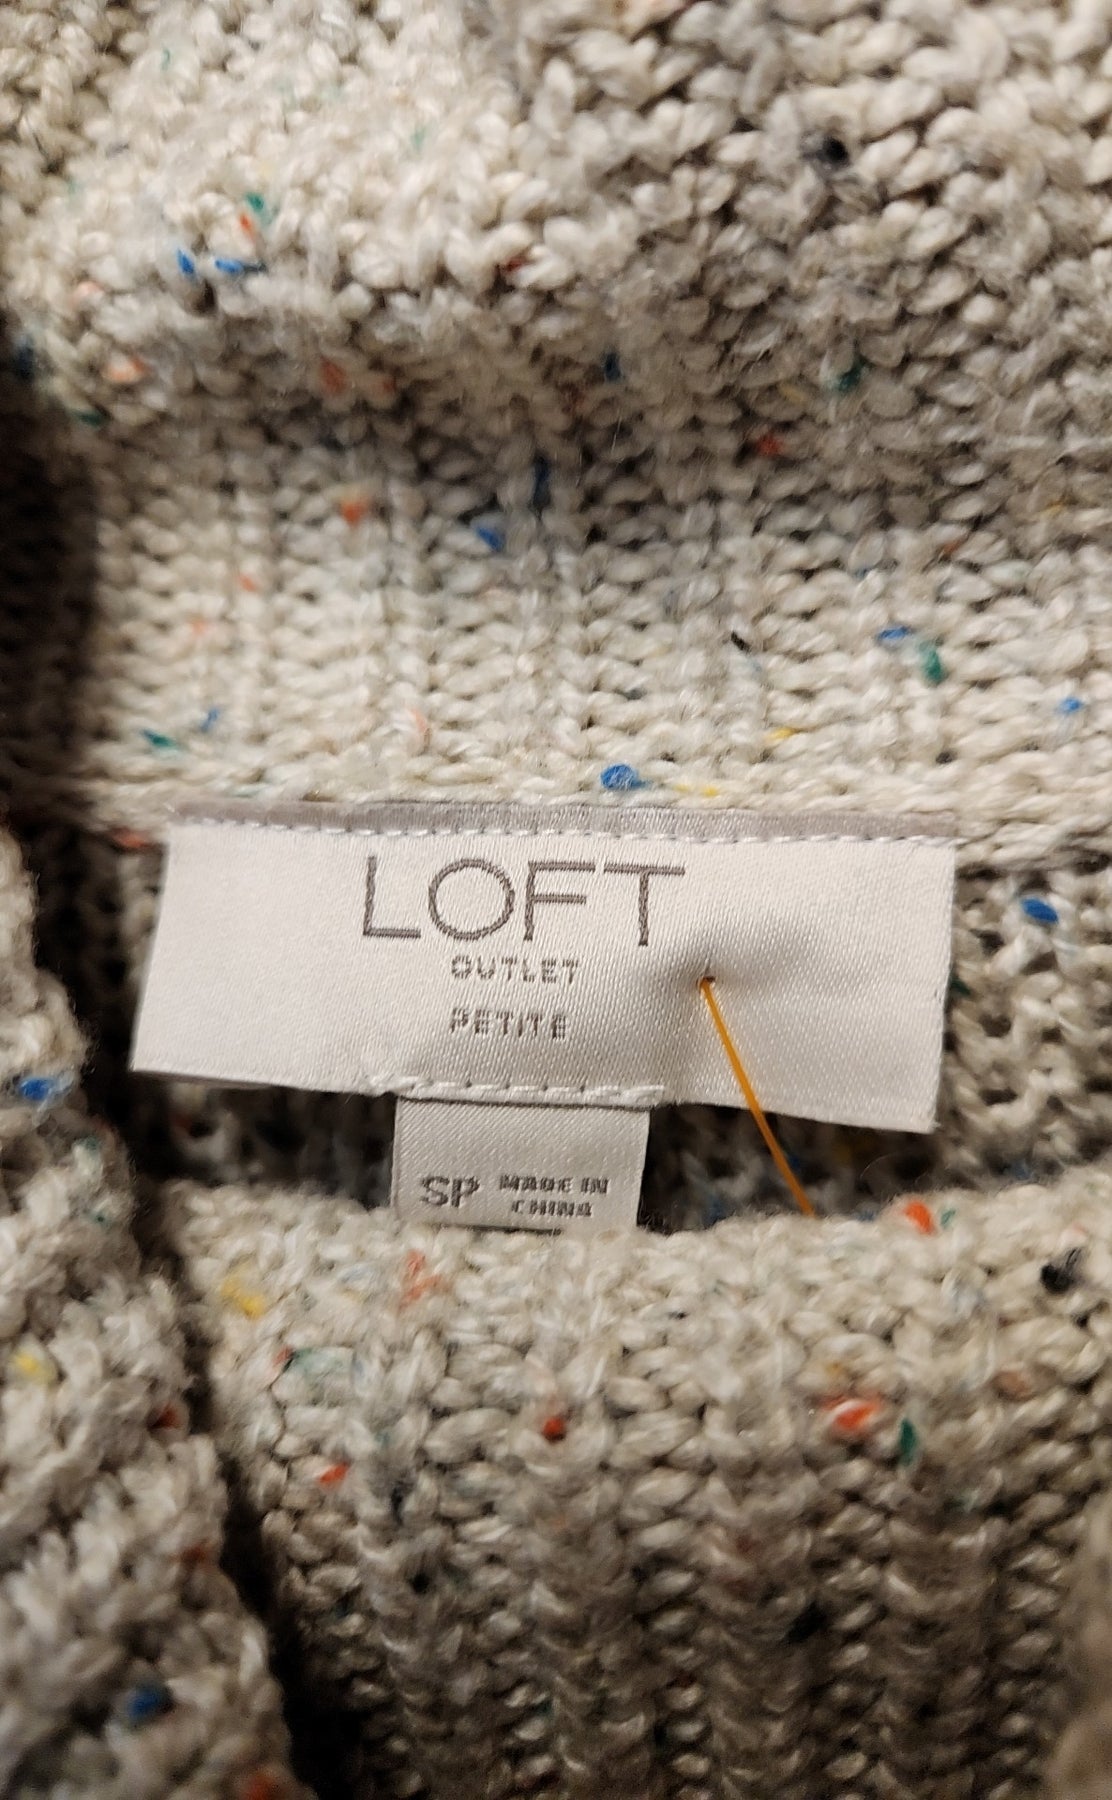 LOFT
OUTLET
PETITE
SP MADE IN
CHINA